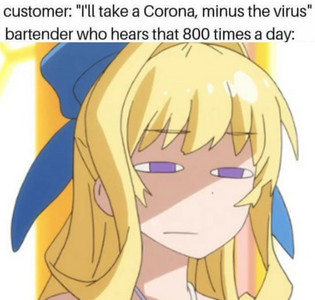 customer: "I'll take a Corona, minus the virus"
bartender who hears that 800 times a day: